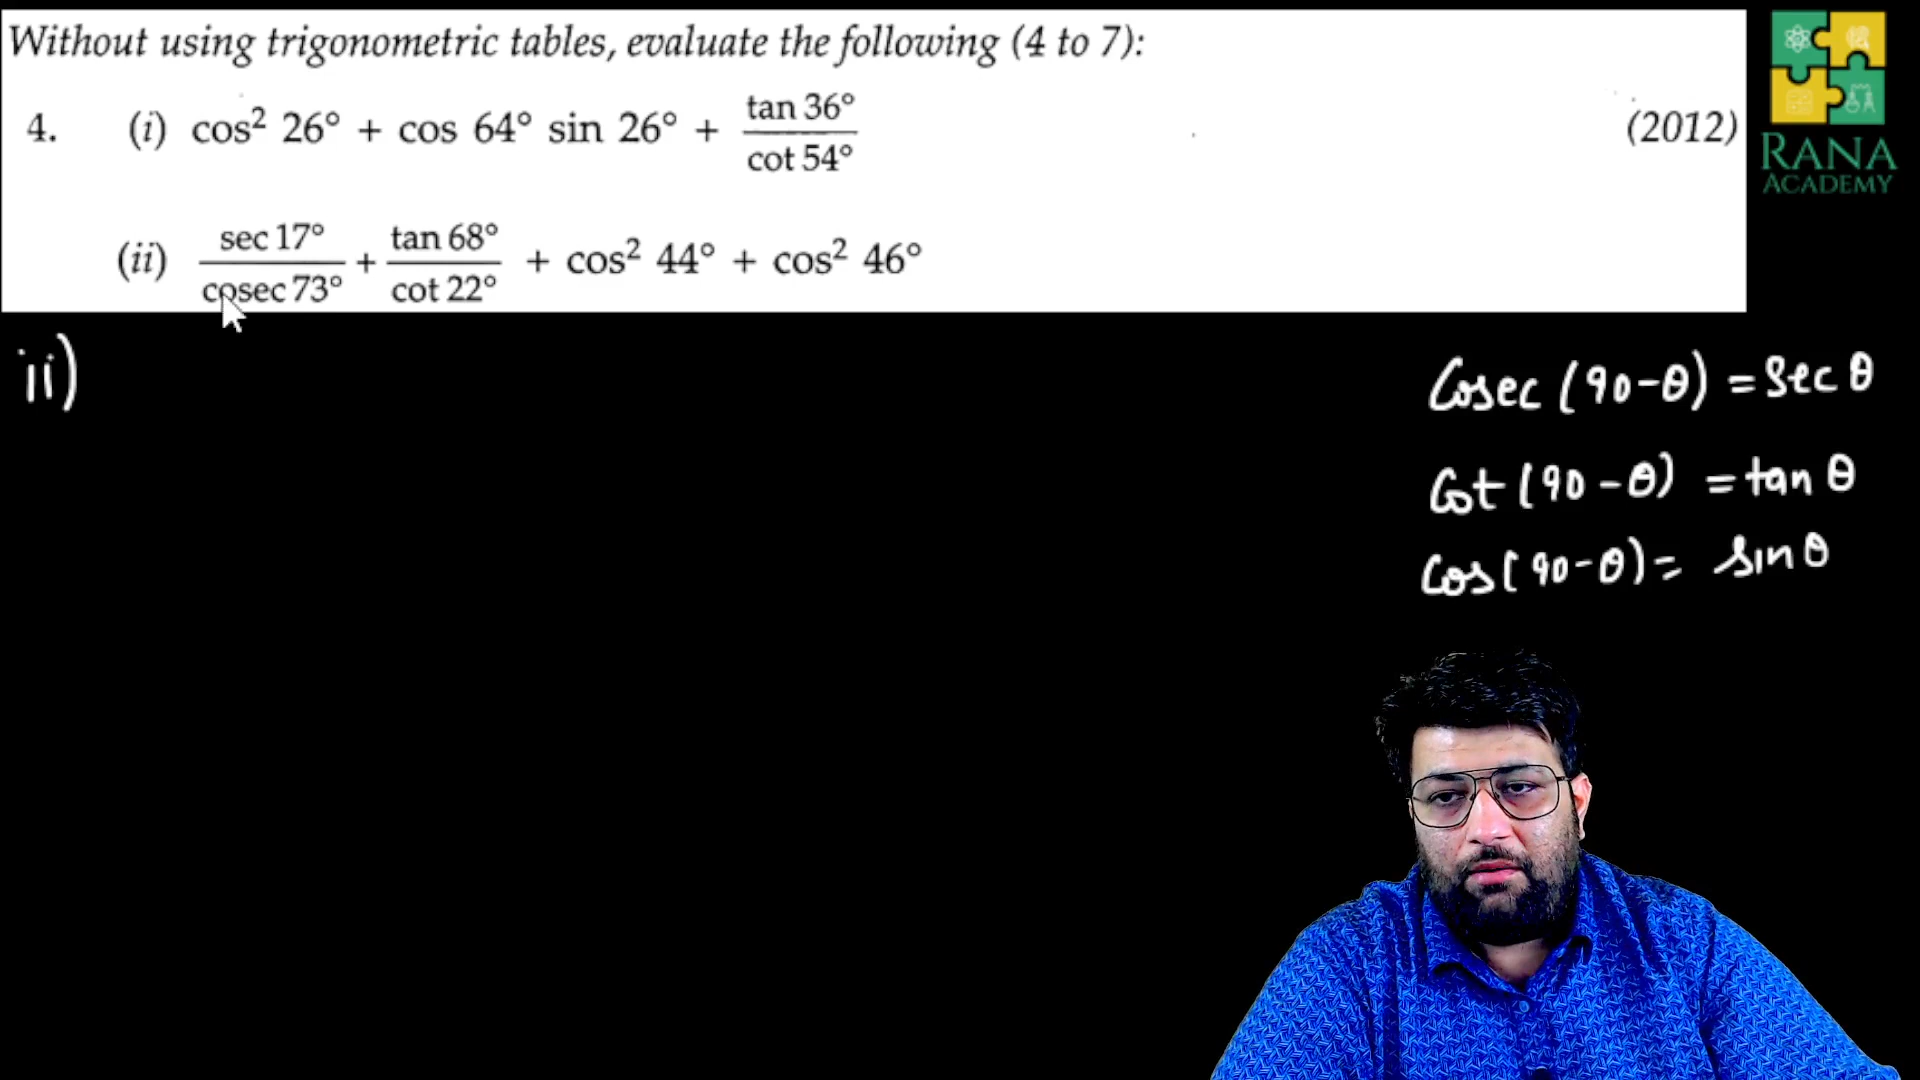 Without using trigonometric tables, evaluate the following (4 to 7):
4. (i) cos² 26° + cos 64° sin 26° + tan 36° / cot 54° (2012)
(ii) sec 17° / cosec 73° + tan 68° / cot 22° + cos² 44° + cos² 46°
RANA
ACADEMY
ii)
Cosec (90-θ) = Sec θ
Cot (90-θ) = tan θ
Cos (90-θ) = sin θ